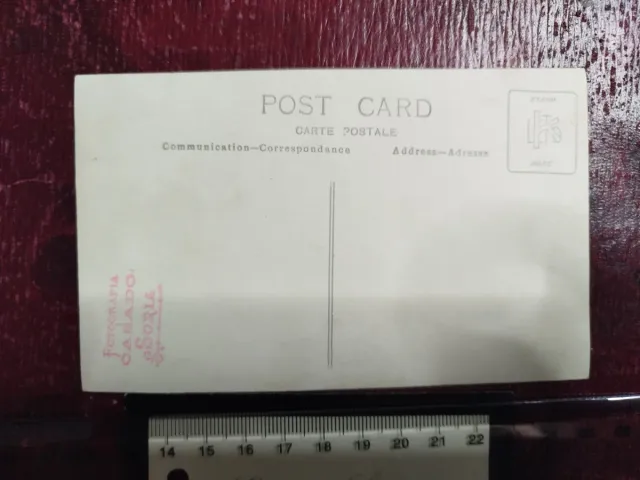 POST CARD
CARTE POSTALE
Communication—Correspondance
Address—Adresse
FOTOGRAFIA
CASADO.
SORIA
14 15 16 17 18 19 20 21 22